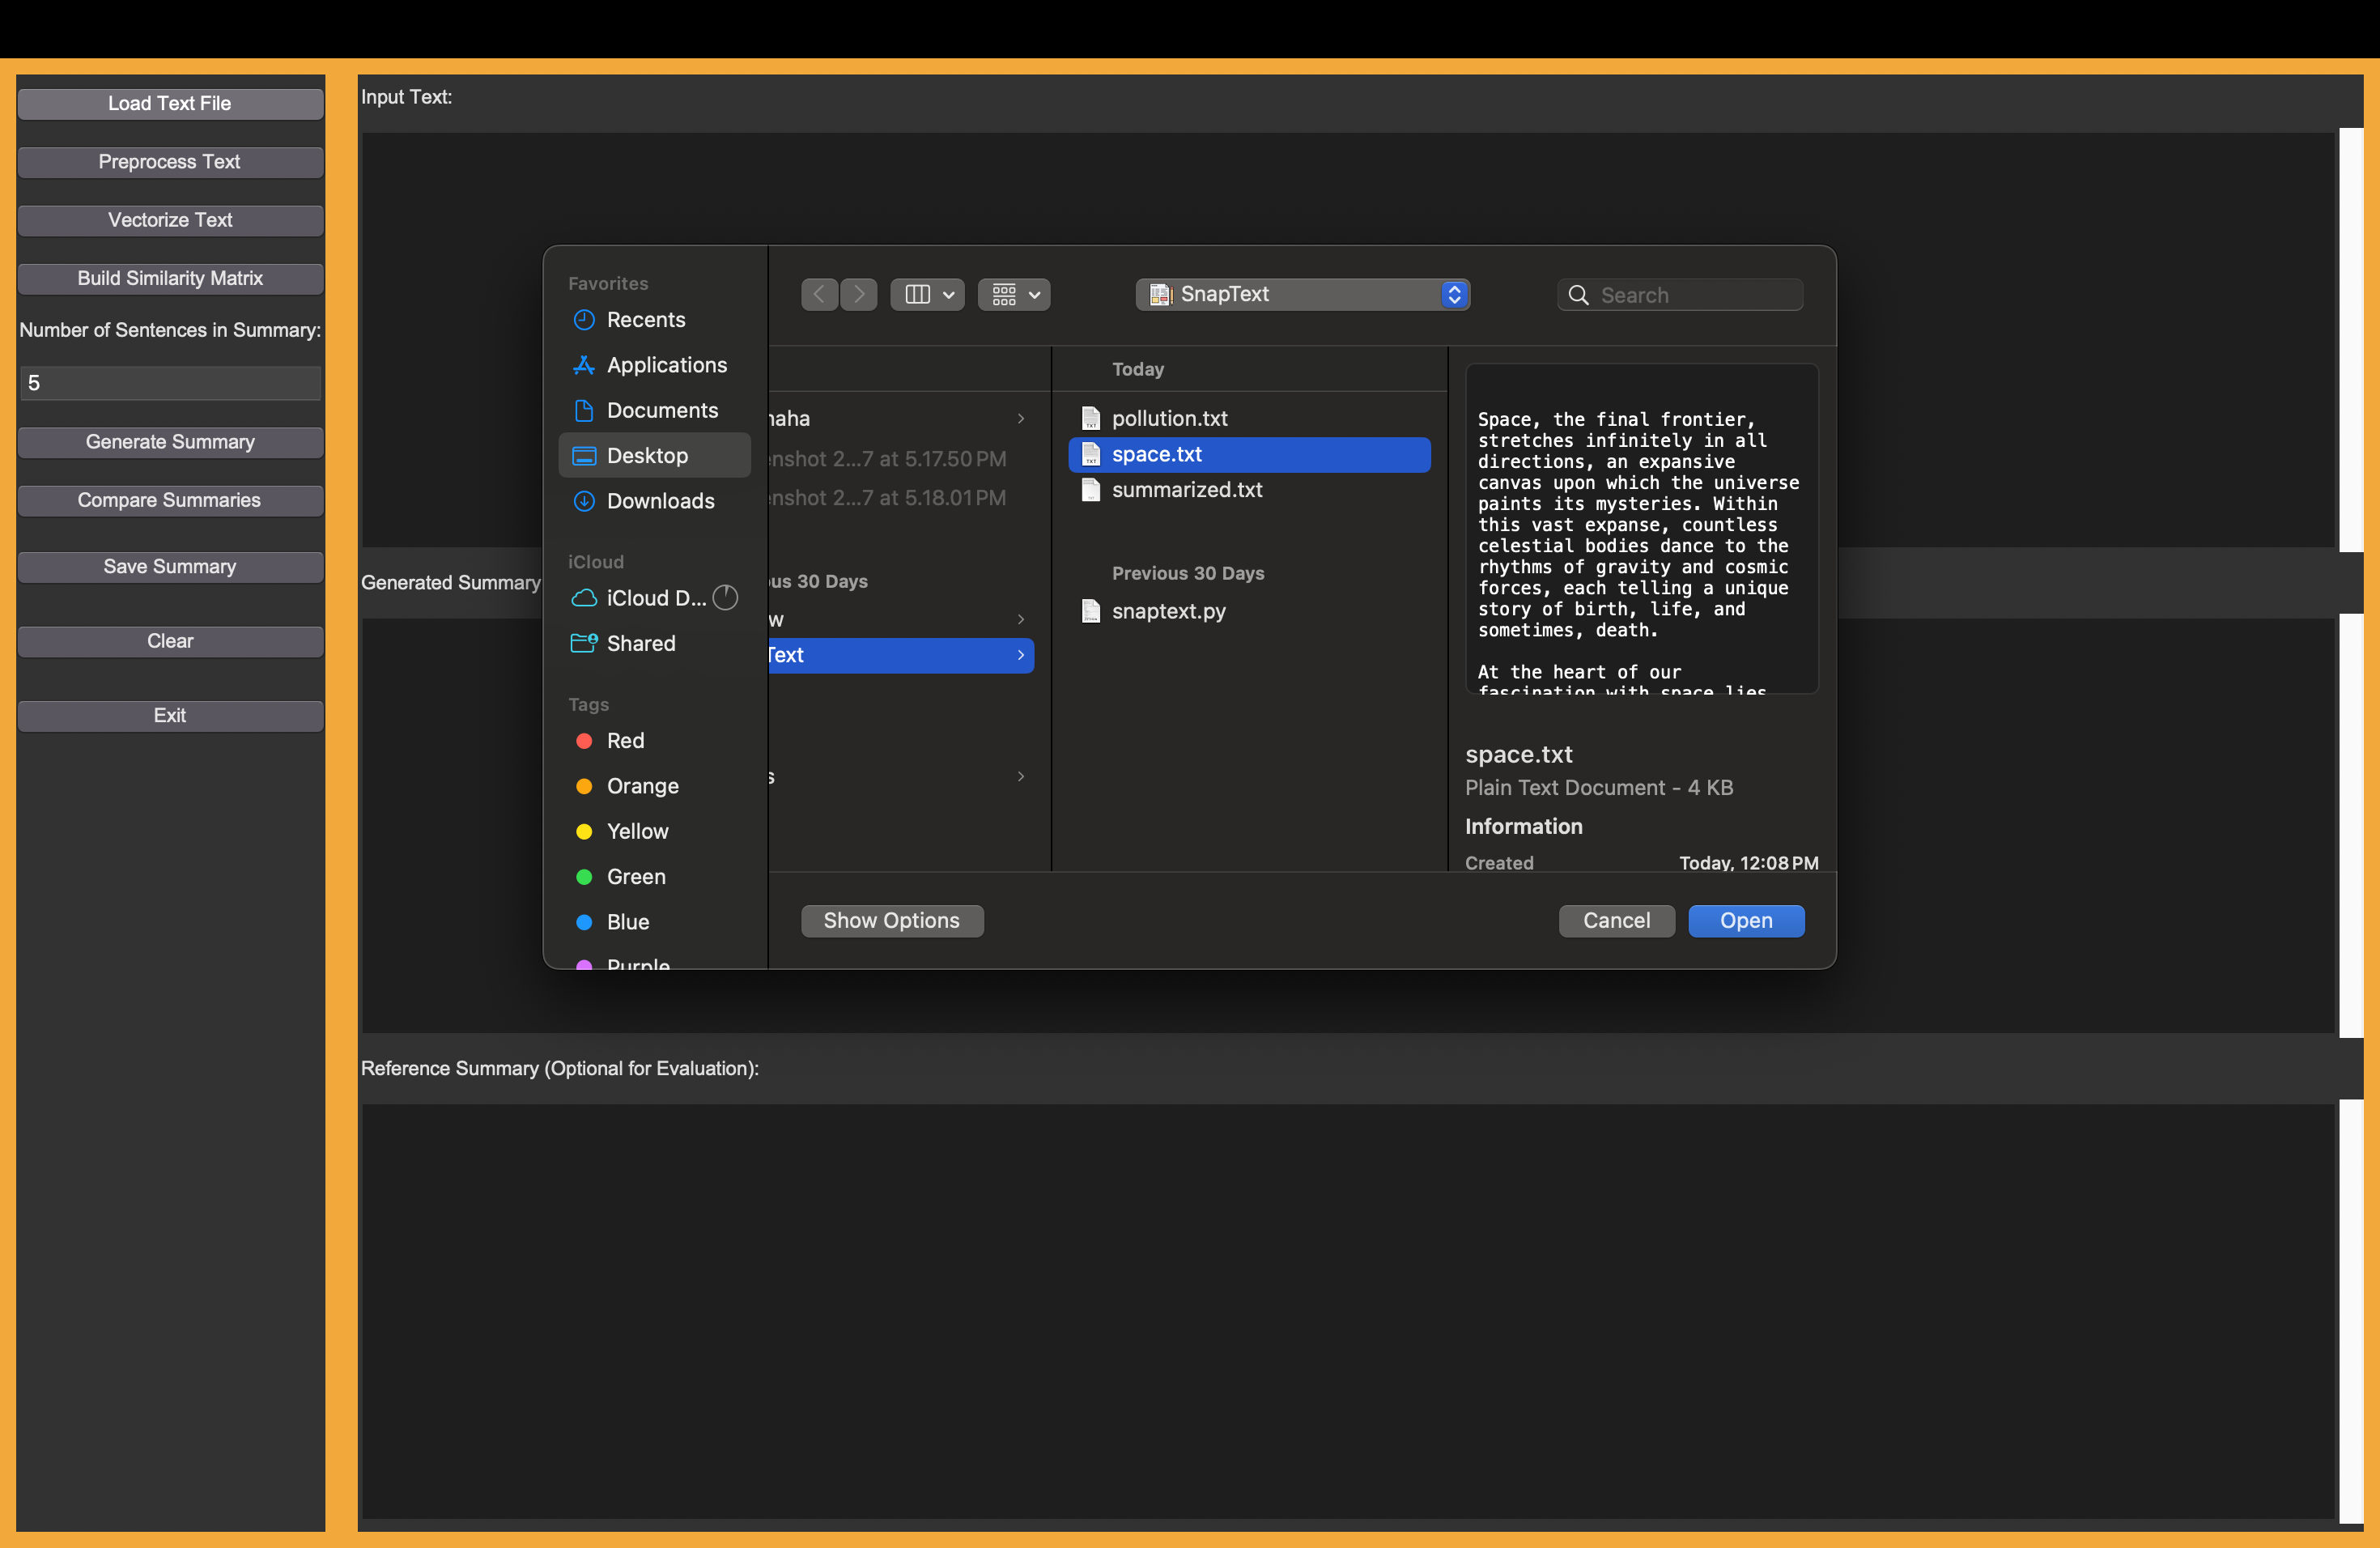 Load Text File
Preprocess Text
Vectorize Text
Build Similarity Matrix
Number of Sentences in Summary:
5
Generate Summary
Compare Summaries
Save Summary
Clear
Exit
Input Text:
Generated Summary
Reference Summary (Optional for Evaluation):
Favorites
Recents
Applications
Documents
Desktop
Downloads
iCloud
iCloud D...
Shared
Tags
Red
Orange
Yellow
Green
Blue
Purple
SnapText
Search
naha
enshot 2...7 at 5.17.50 PM
enshot 2...7 at 5.18.01 PM
us 30 Days
w
Text
s
Today
pollution.txt
space.txt
summarized.txt
Previous 30 Days
snaptext.py
Space, the final frontier,
stretches infinitely in all
directions, an expansive
canvas upon which the universe
paints its mysteries. Within
this vast expanse, countless
celestial bodies dance to the
rhythms of gravity and cosmic
forces, each telling a unique
story of birth, life, and
sometimes, death.
At the heart of our
fascination with space lies
space.txt
Plain Text Document - 4 KB
Information
Created Today, 12:08 PM
Show Options
Cancel
Open